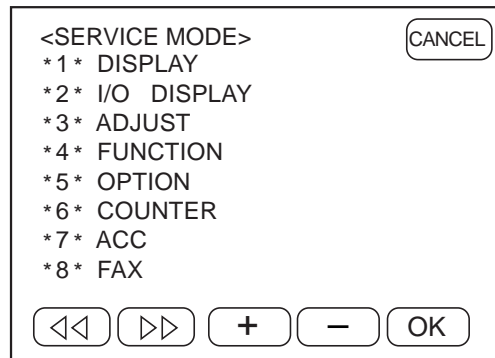 <SERVICE MODE> CANCEL
*1* DISPLAY
*2* I/O DISPLAY
*3* ADJUST
*4* FUNCTION
*5* OPTION
*6* COUNTER
*7* ACC
*8* FAX
+ − OK